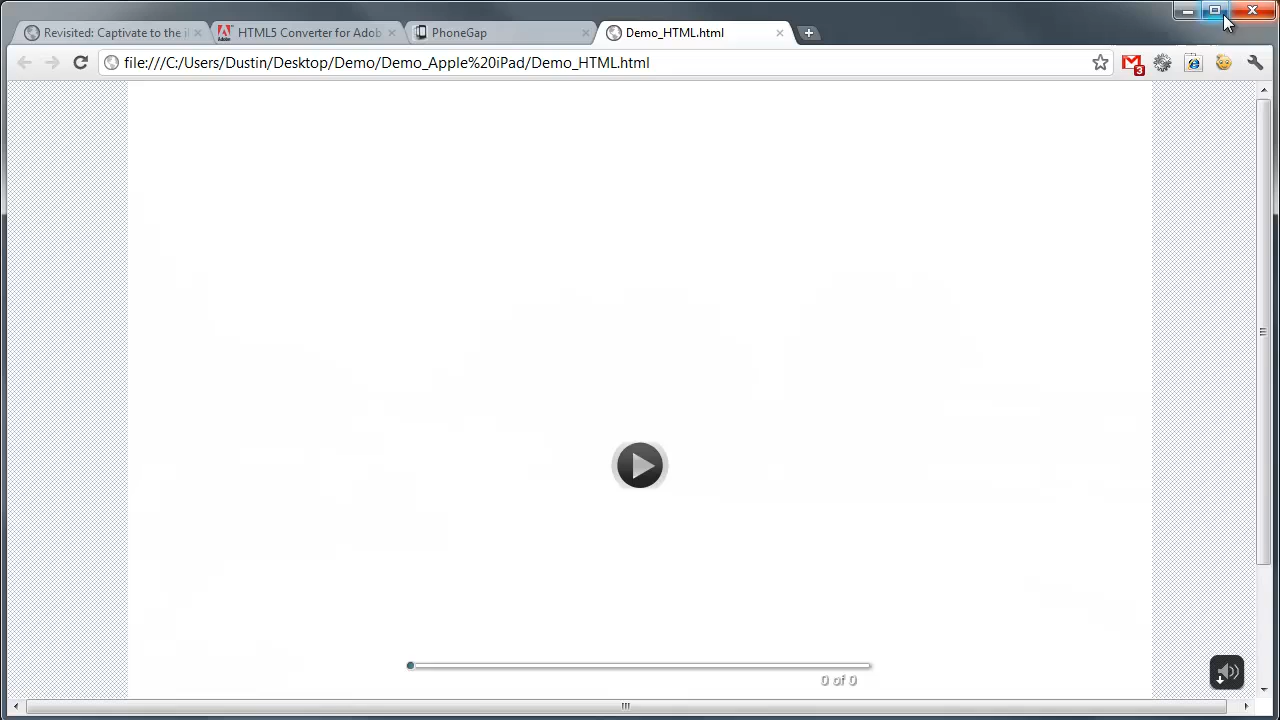 Revisited: Captivate to the i
HTML5 Converter for Adob
PhoneGap
Demo_HTML.html
file:///C:/Users/Dustin/Desktop/Demo/Demo_Apple%20iPad/Demo_HTML.html
3
0 of 0